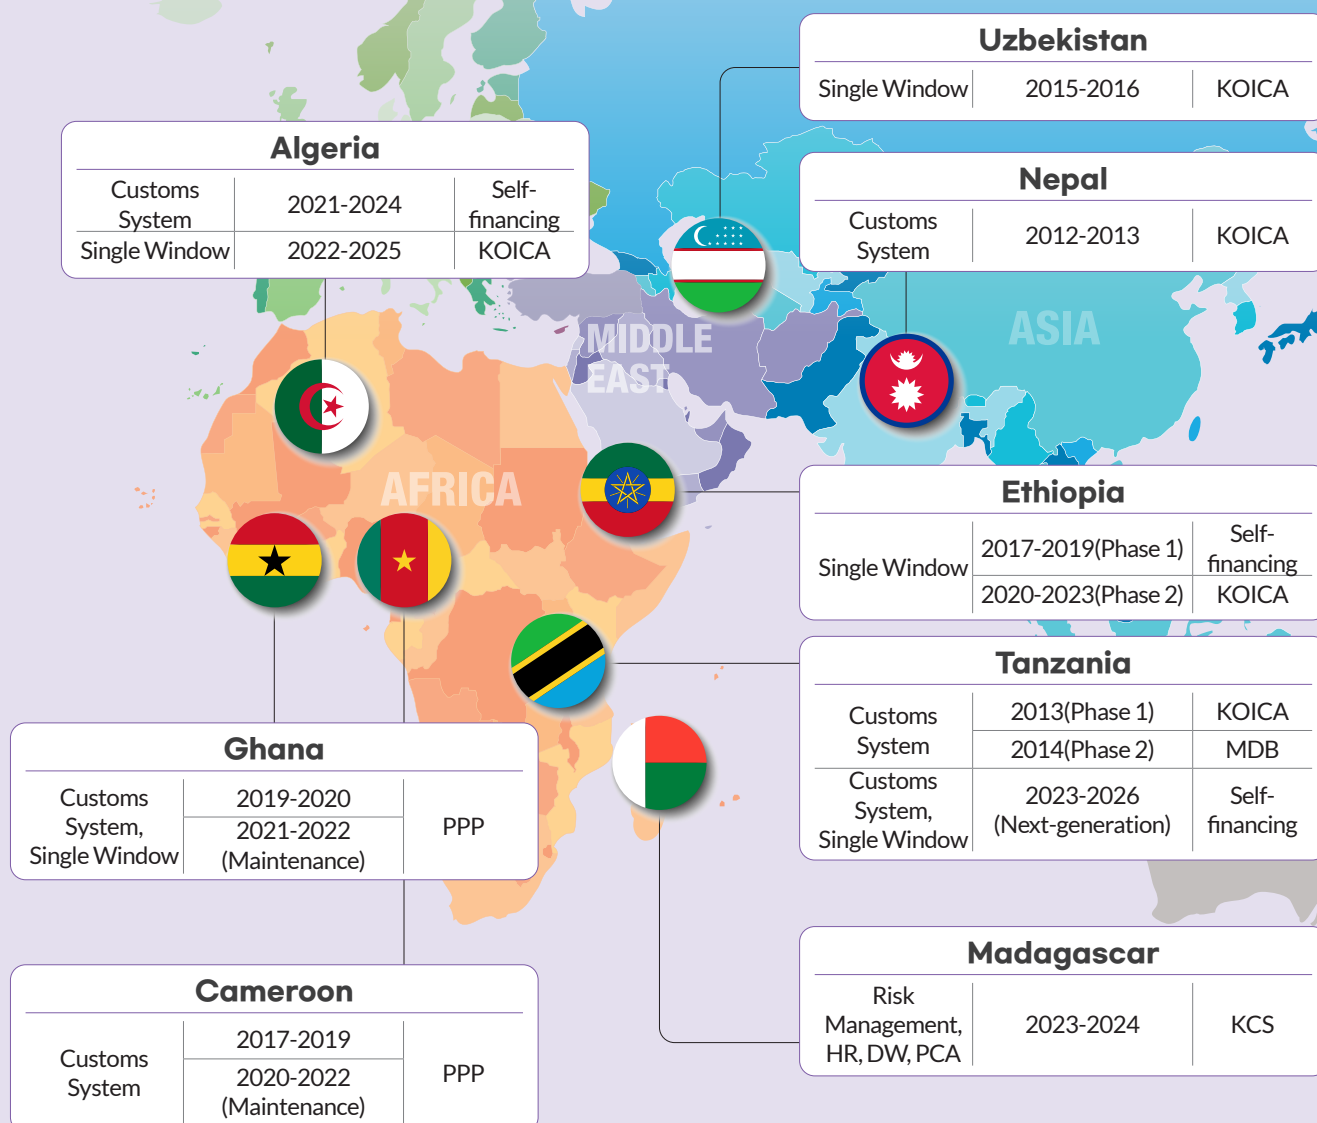 Uzbekistan
Single Window 2015-2016 KOICA
Algeria
Customs
System 2021-2024 Self-
financing
Single Window 2022-2025 KOICA
Nepal
Customs
System 2012-2013 KOICA
MIDDLE
EAST
ASIA
AFRICA
Ethiopia
Single Window
2017-2019(Phase 1) Self-
financing
2020-2023(Phase 2) KOICA
Tanzania
Customs
System
2013(Phase 1) KOICA
2014(Phase 2) MDB
Customs
System,
Single Window
2023-2026
(Next-generation)
Self-
financing
Ghana
Customs
System,
Single Window
2019-2020
2021-2022
(Maintenance)
PPP
Madagascar
Risk
Management,
HR, DW, PCA
2023-2024
KCS
Cameroon
Customs
System
2017-2019
2020-2022
(Maintenance)
PPP